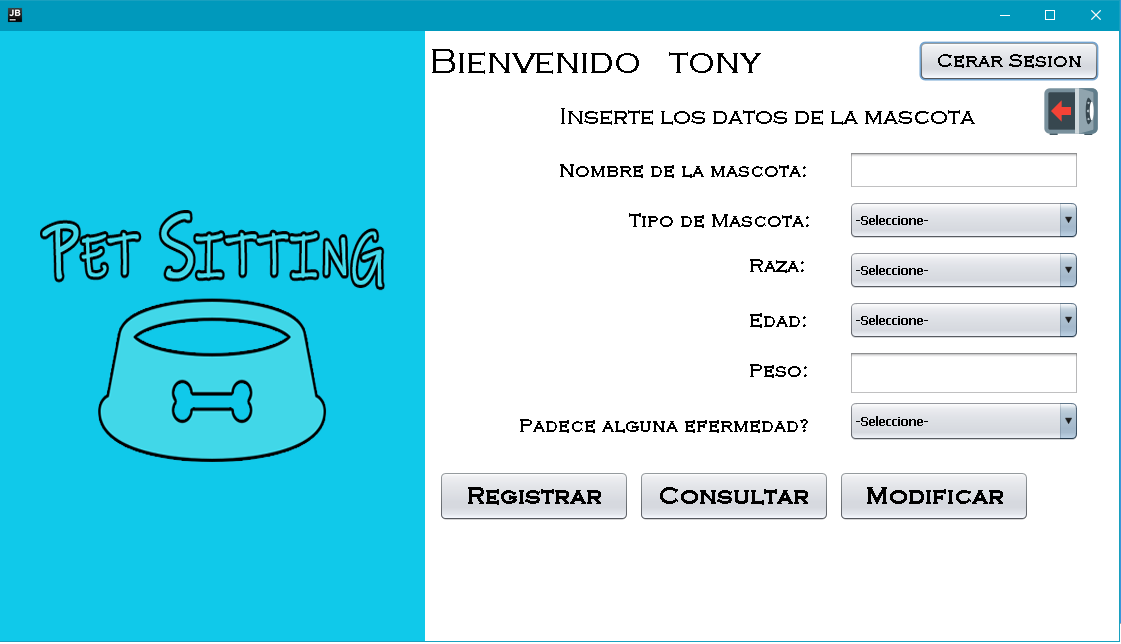 JB
BIENVENIDO TONY
CERAR SESION
INSERTE LOS DATOS DE LA MASCOTA
NOMBRE DE LA MASCOTA:
TIPO DE MASCOTA:
-Seleccione-
RAZA:
-Seleccione-
EDAD:
-Seleccione-
PESO:
PADECE ALGUNA EFERMEDAD?
-Seleccione-
REGISTRAR
CONSULTAR
MODIFICAR
PET SITTING